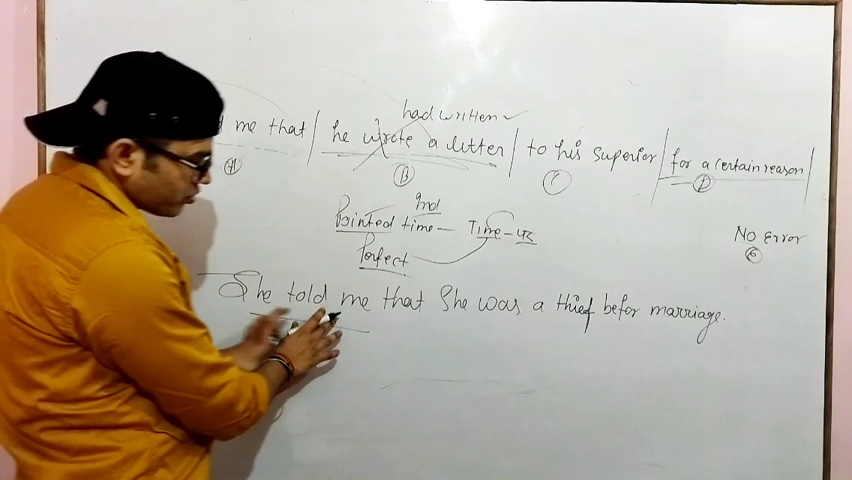 had written
me that / he wrote a letter / to his superior / for a certain reason /
A B C D
2nd
Pointed time - Time - 45
Perfect
No Error
E
She told me that She was a thief befor marriage.